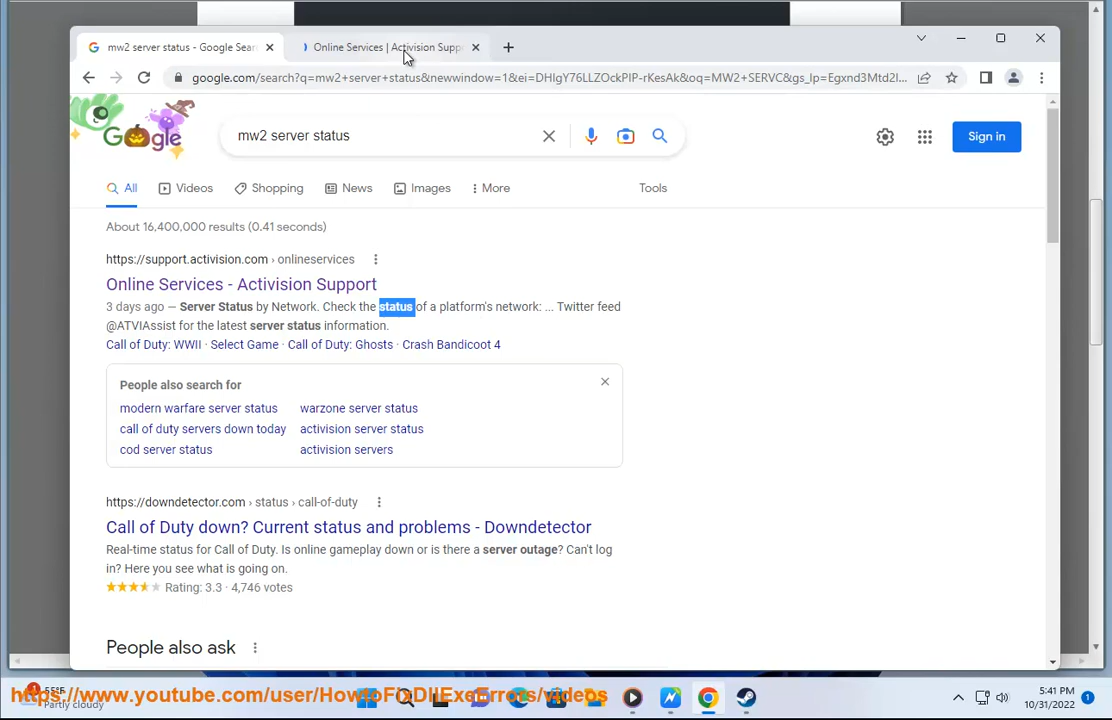 mw2 server status - Google Sear
Online Services | Activision Supp
google.com/search?q=mw2+server+status&newwindow=1&ei=DHlgY76LLZOckPIP-rKesAk&oq=MW2+SERVC&gs_lp=Egxnd3Mtd2l...
Google
mw2 server status
Sign in
All Videos Shopping News Images More Tools
About 16,400,000 results (0.41 seconds)
https://support.activision.com › onlineservices
Online Services - Activision Support
3 days ago — Server Status by Network. Check the status of a platform's network: ... Twitter feed
@ATVIAssist for the latest server status information.
Call of Duty: WWII · Select Game · Call of Duty: Ghosts · Crash Bandicoot 4
People also search for
modern warfare server status warzone server status
call of duty servers down today activision server status
cod server status activision servers
https://downdetector.com › status › call-of-duty
Call of Duty down? Current status and problems - Downdetector
Real-time status for Call of Duty. Is online gameplay down or is there a server outage? Can't log
in? Here you see what is going on.
Rating: 3.3 · 4,746 votes
People also ask
https://www.youtube.com/user/HowtoFixDllExeErrors/videos
55°F
Partly cloudy
5:41 PM
10/31/2022
1